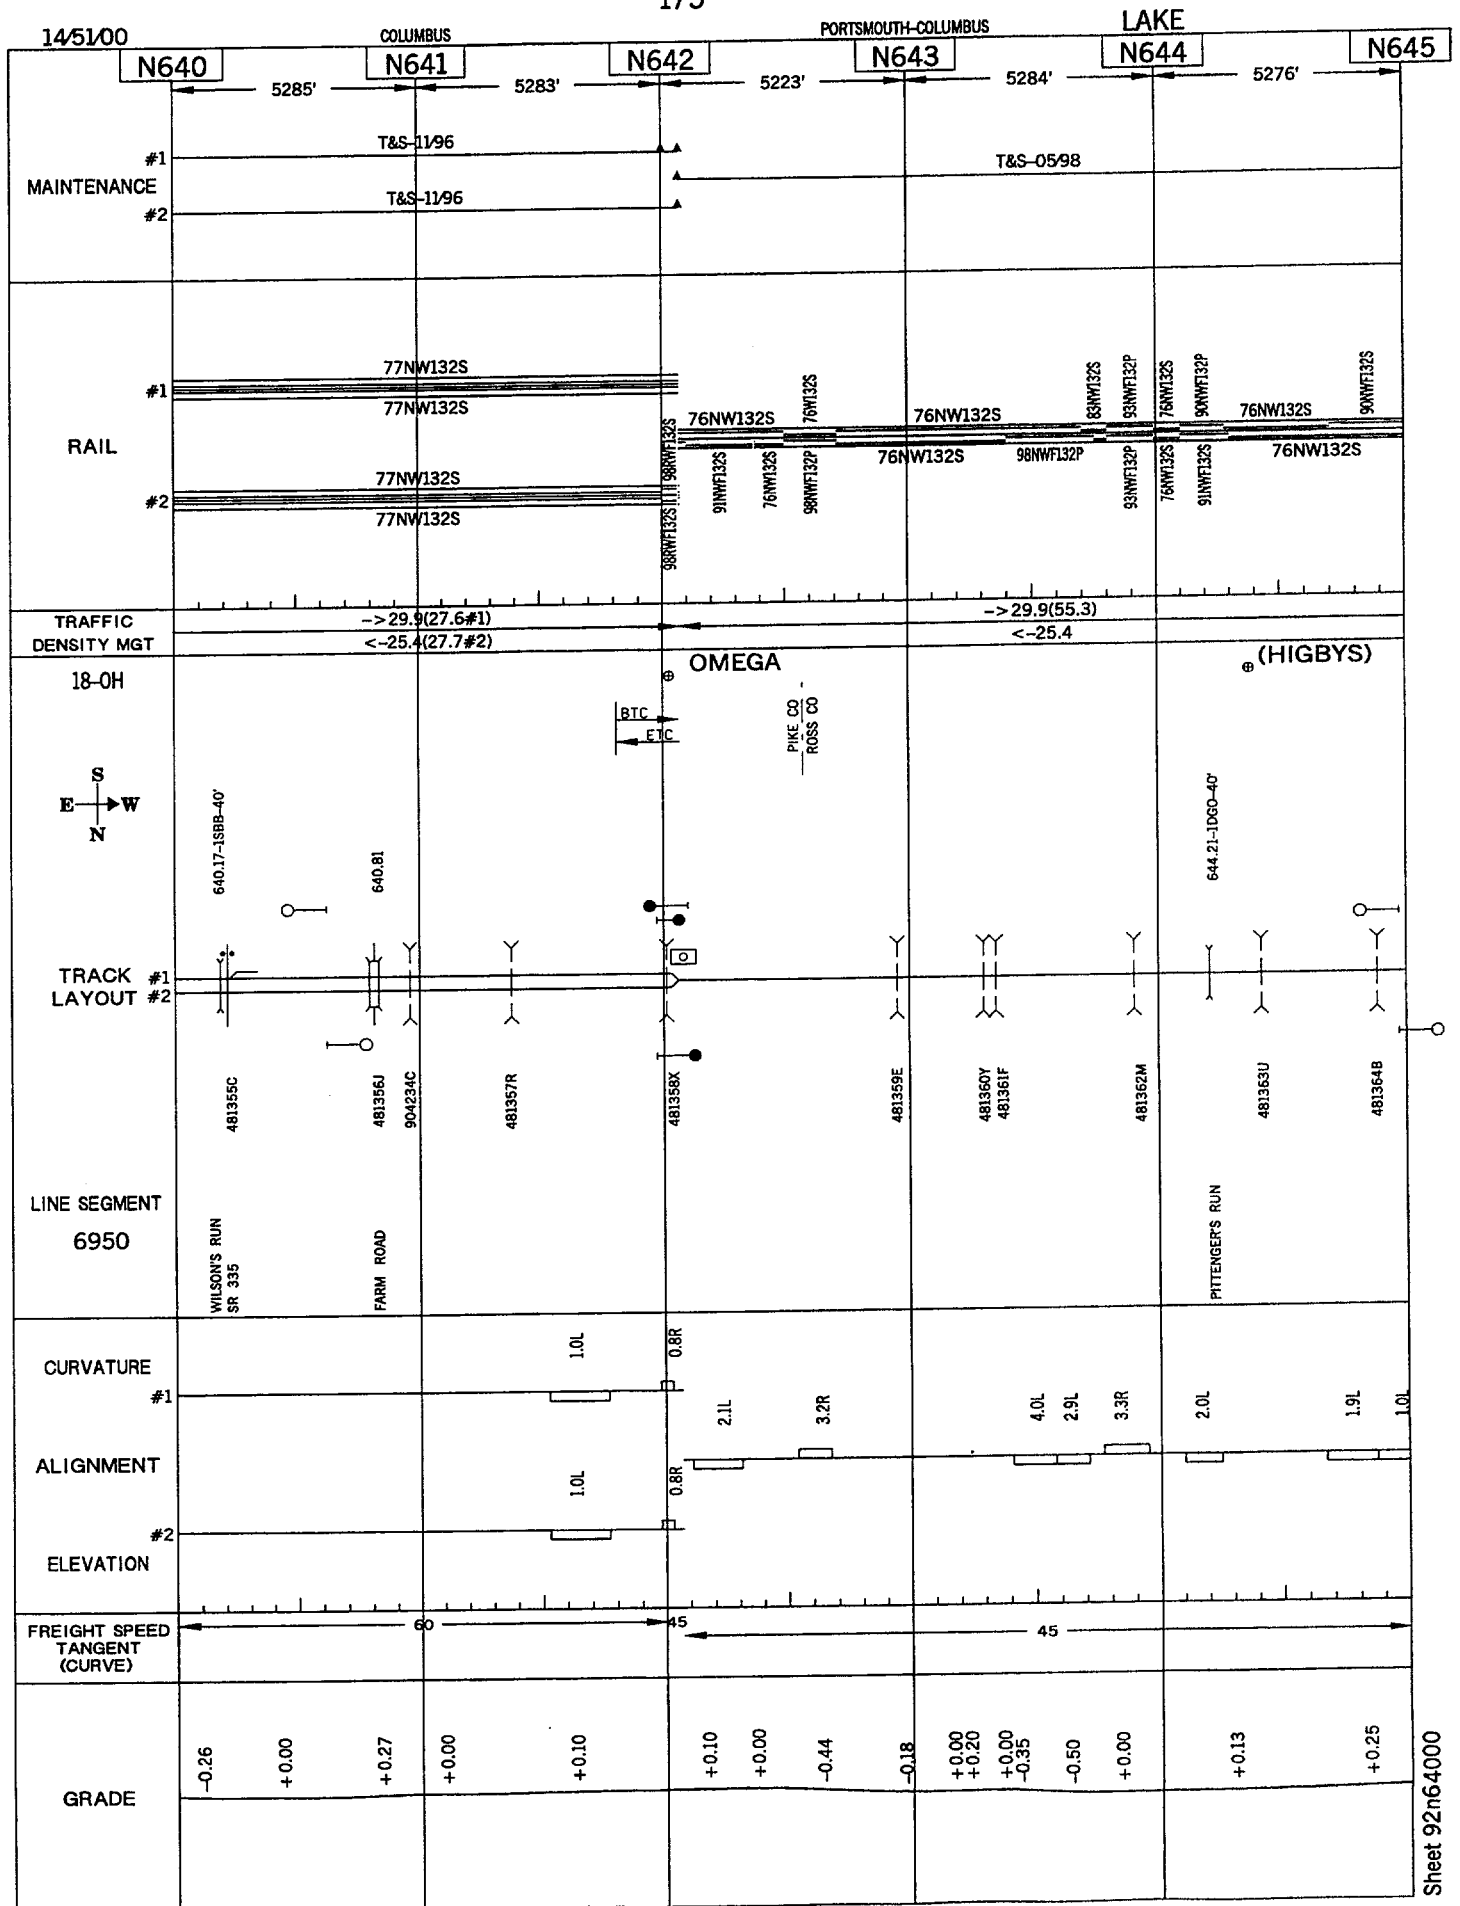 175
14/51/00
COLUMBUS
PORTSMOUTH-COLUMBUS
LAKE
N640 N641 N642 N643 N644 N645
5285' 5283' 5223' 5284' 5276'
MAINTENANCE
#1
T&S-11/96
T&S-05/98
#2
T&S-11/96
RAIL
#1
77NW132S
77NW132S
#2
77NW132S
77NW132S
98RWF132S
98RWF132S
76NW132S
76W132S
76NW132S
83NW132S
93NWF132P
76NW132S
90NWF132P
76NW132S
90NWF132S
91NWF132S
76NW132S
98NWF132P
76NW132S
98NWF132P
93NWF132P
76NW132S
91NWF132S
76NW132S
TRAFFIC
DENSITY MGT
->29.9(27.6#1)
<-25.4(27.7#2)
->29.9(55.3)
<-25.4
18-OH
OMEGA
(HIGBYS)
BTC
ETC
PIKE CO
ROSS CO
S
E W
N
640.17-1SBB-40'
640.81
644.21-1DGO-40'
TRACK #1
LAYOUT #2
481355C
481356J
904234C
481357R
481358X
481359E
481360Y
481361F
481362M
481363U
481364B
LINE SEGMENT
6950
WILSON'S RUN
SR 335
FARM ROAD
PITTENGER'S RUN
CURVATURE
#1
1.0L
0.8R
2.1L
3.2R
4.0L
2.9L
3.3R
2.0L
1.9L
1.0L
ALIGNMENT
#2
1.0L
0.8R
ELEVATION
FREIGHT SPEED
TANGENT
(CURVE)
60
45
45
GRADE
-0.26
+0.00
+0.27
+0.00
+0.10
+0.10
+0.00
-0.44
-0.18
+0.00
+0.20
+0.00
-0.35
-0.50
+0.00
+0.13
+0.25
Sheet 92n64000